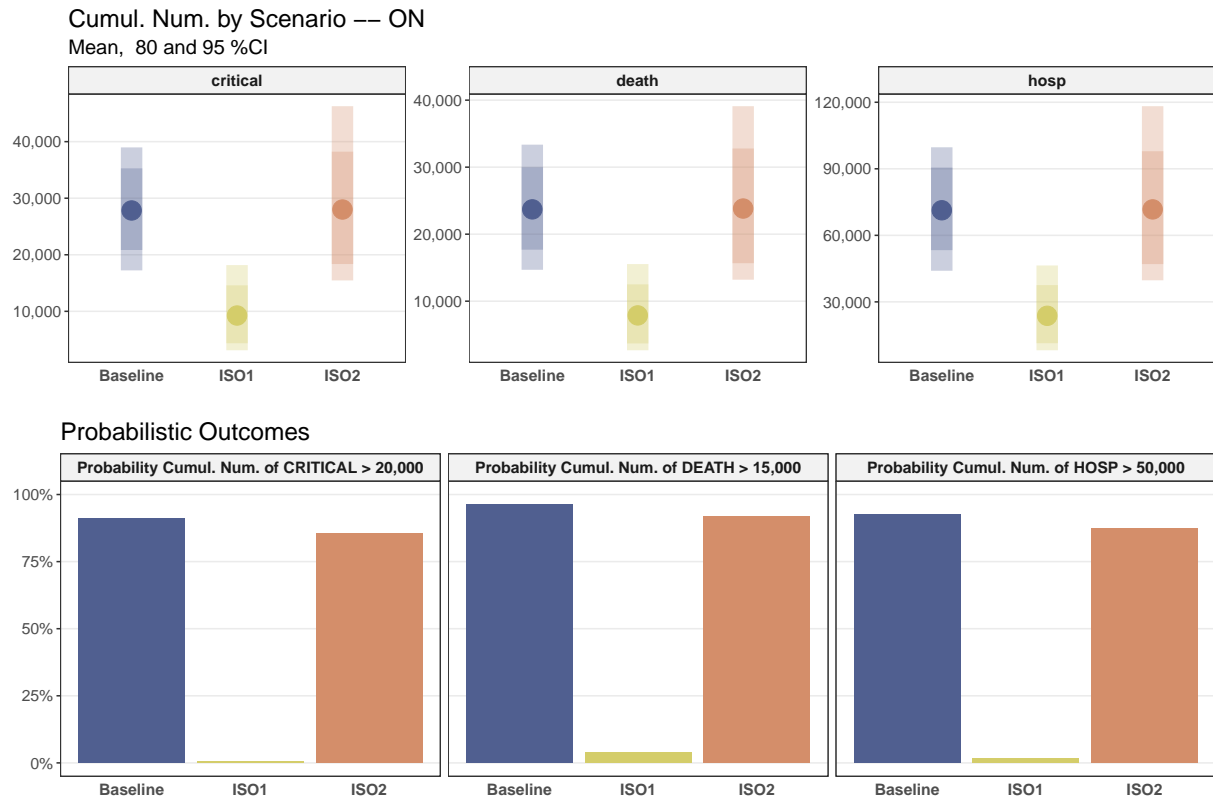 Cumul. Num. by Scenario −− ON
Mean,  80 and 95 %CI
critical
death
hosp
40,000
30,000
20,000
10,000
40,000
30,000
20,000
10,000
120,000
90,000
60,000
30,000
Baseline ISO1 ISO2
Baseline ISO1 ISO2
Baseline ISO1 ISO2
Probabilistic Outcomes
Probability Cumul. Num. of CRITICAL > 20,000
Probability Cumul. Num. of DEATH > 15,000
Probability Cumul. Num. of HOSP > 50,000
100%
75%
50%
25%
0%
Baseline ISO1 ISO2
Baseline ISO1 ISO2
Baseline ISO1 ISO2